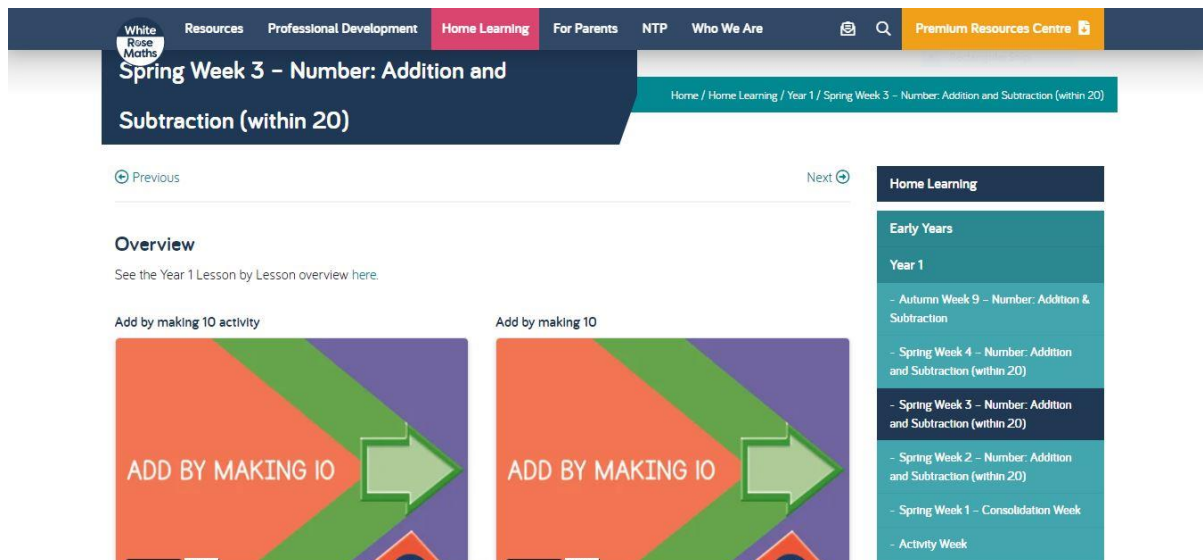 White
Rose
Maths
Resources
Professional Development
Home Learning
For Parents
NTP
Who We Are
Premium Resources Centre
Spring Week 3 – Number: Addition and
Subtraction (within 20)
Home / Home Learning / Year 1 / Spring Week 3 – Number: Addition and Subtraction (within 20)
Previous
Next
Overview
See the Year 1 Lesson by Lesson overview here.
Add by making 10 activity
Add by making 10
ADD BY MAKING 10
ADD BY MAKING 10
Home Learning
Early Years
Year 1
– Autumn Week 9 – Number: Addition &
Subtraction
– Spring Week 4 – Number: Addition
and Subtraction (within 20)
– Spring Week 3 – Number: Addition
and Subtraction (within 20)
– Spring Week 2 – Number: Addition
and Subtraction (within 20)
– Spring Week 1 – Consolidation Week
– Activity Week